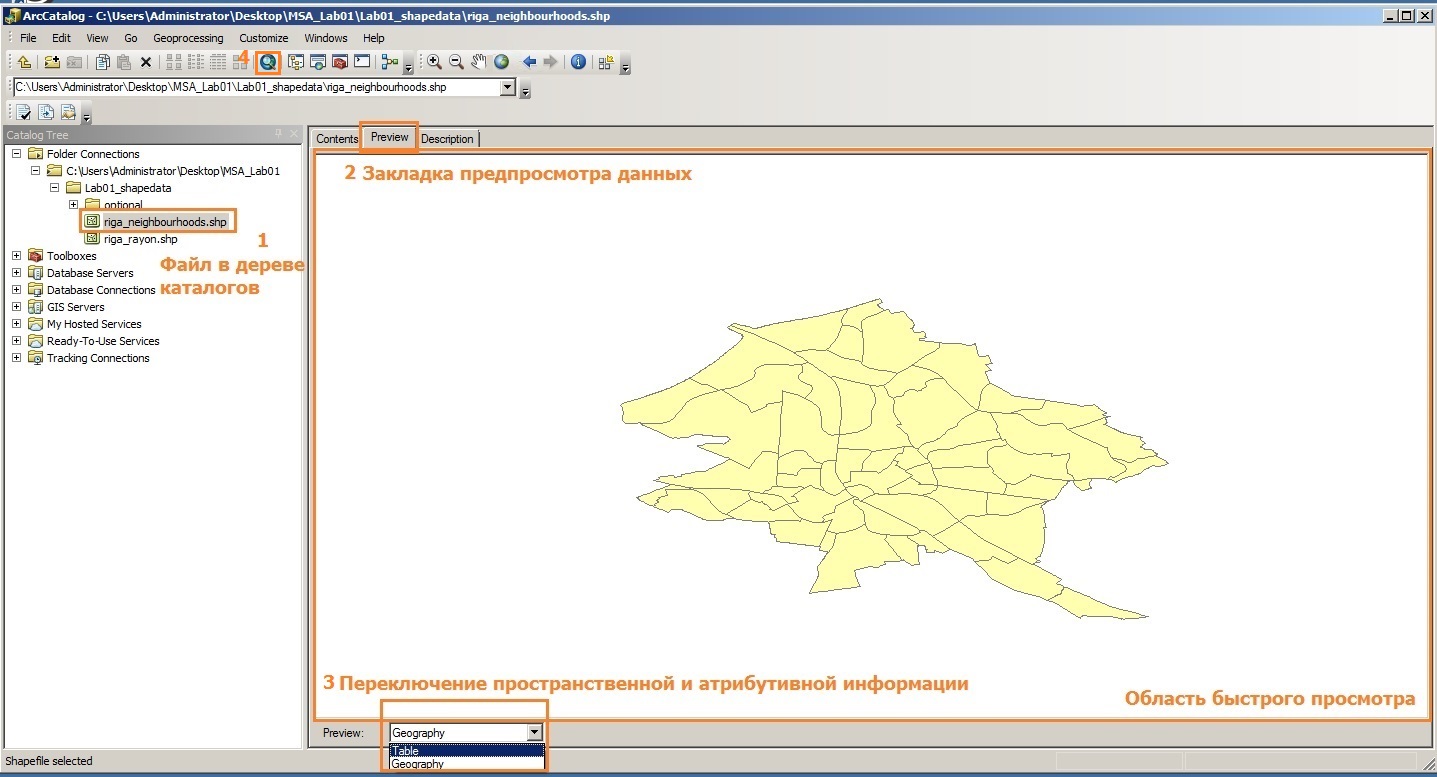 ArcCatalog - C:\Users\Administrator\Desktop\MSA_Lab01\Lab01_shapedata\riga_neighbourhoods.shp
File Edit View Go Geoprocessing Customize Windows Help
4
C:\Users\Administrator\Desktop\MSA_Lab01\Lab01_shapedata\riga_neighbourhoods.shp
Catalog Tree
Folder Connections
C:\Users\Administrator\Desktop\MSA_Lab01
Lab01_shapedata
optional
riga_neighbourhoods.shp
riga_rayon.shp
Toolboxes
Database Servers
Database Connections
GIS Servers
My Hosted Services
Ready-To-Use Services
Tracking Connections
1
Файл в дереве
каталогов
Contents Preview Description
2 Закладка предпросмотра данных
3 Переключение пространственной и атрибутивной информации
Область быстрого просмотра
Preview: Geography
Table
Geography
Shapefile selected